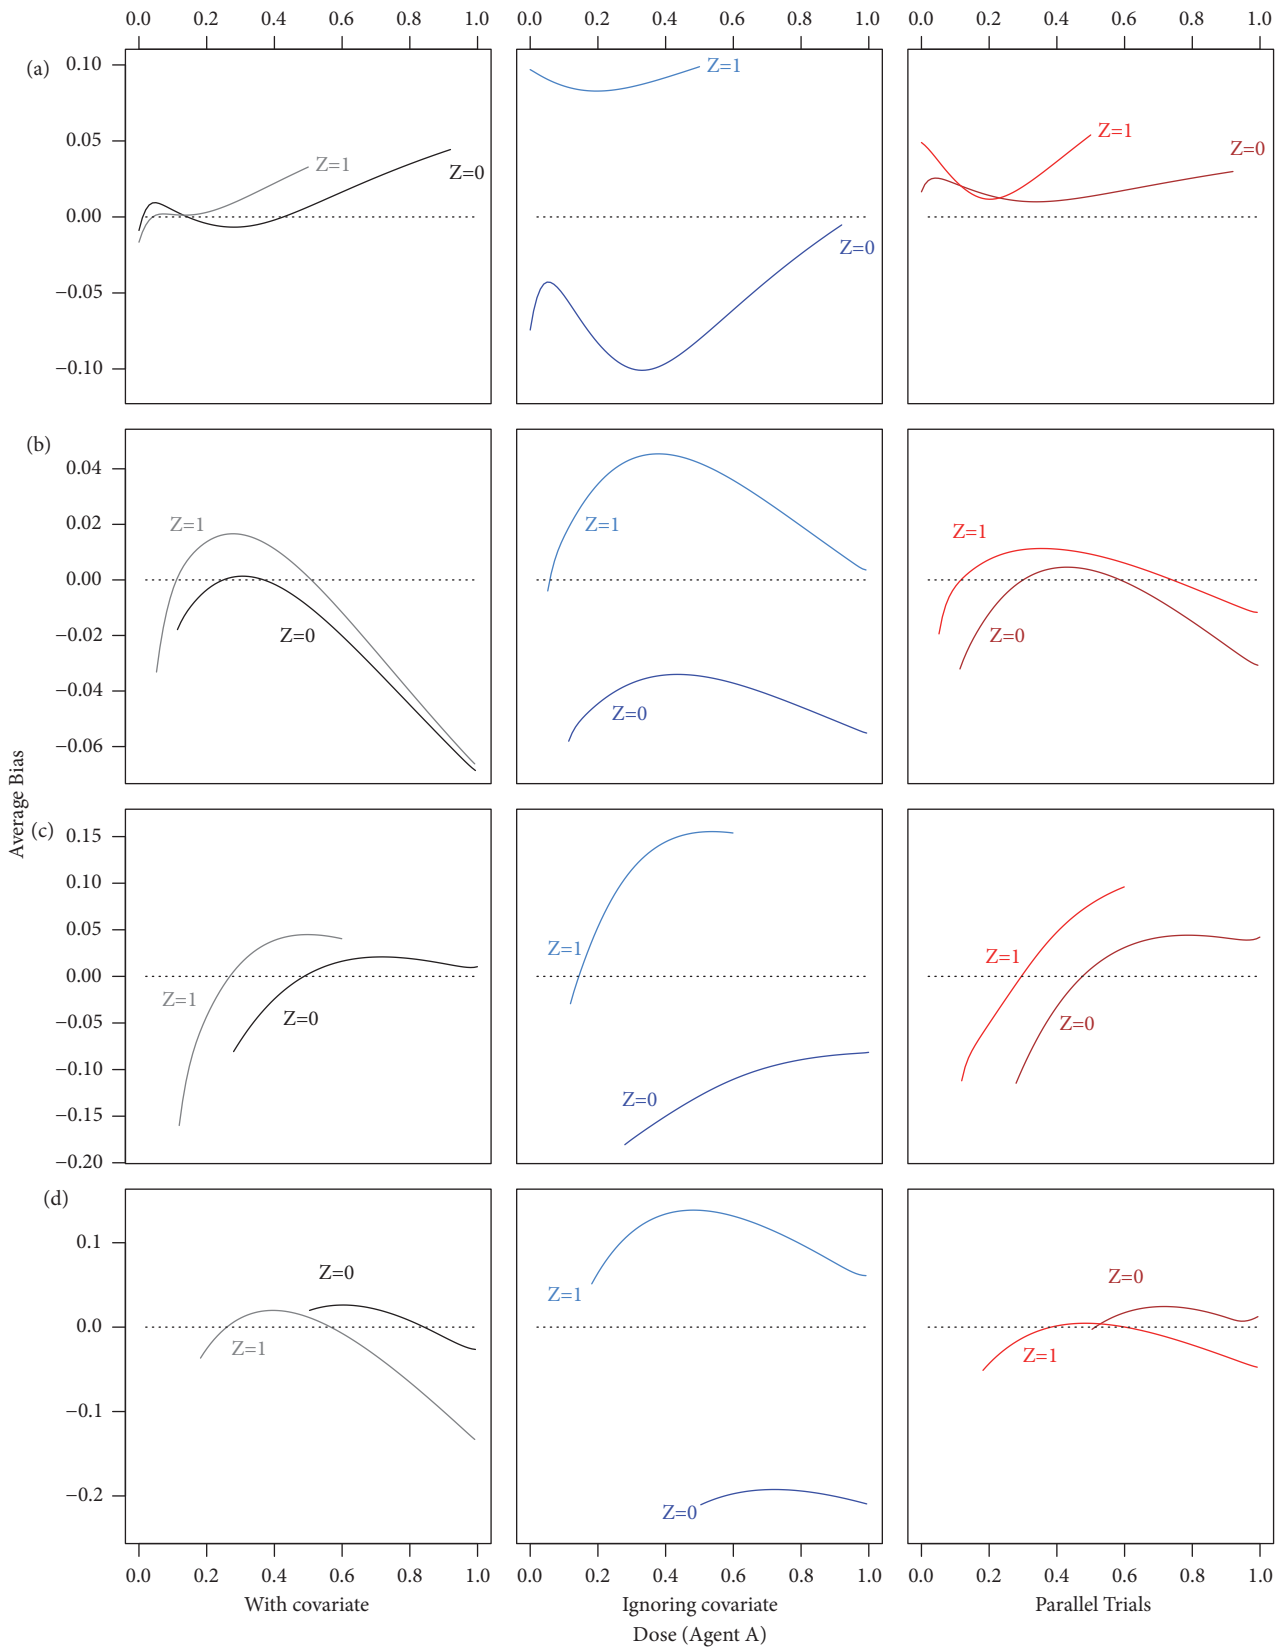 0.0 0.2 0.4 0.6 0.8 1.0 0.0 0.2 0.4 0.6 0.8 1.0 0.0 0.2 0.4 0.6 0.8 1.0
(a)
0.10
0.05
0.00
−0.05
−0.10
Z=1
Z=0
Z=1
Z=0
Z=1
Z=0
(b)
0.04
0.02
0.00
−0.02
−0.04
−0.06
Z=1
Z=0
Z=1
Z=0
Z=1
Z=0
Average Bias
(c)
0.15
0.10
0.05
0.00
−0.05
−0.10
−0.15
−0.20
Z=1
Z=0
Z=1
Z=0
Z=1
Z=0
(d)
0.1
0.0
−0.1
−0.2
Z=0
Z=1
Z=1
Z=0
Z=0
Z=1
0.0 0.2 0.4 0.6 0.8 1.0 0.0 0.2 0.4 0.6 0.8 1.0 0.0 0.2 0.4 0.6 0.8 1.0
With covariate Ignoring covariate Parallel Trials
Dose (Agent A)